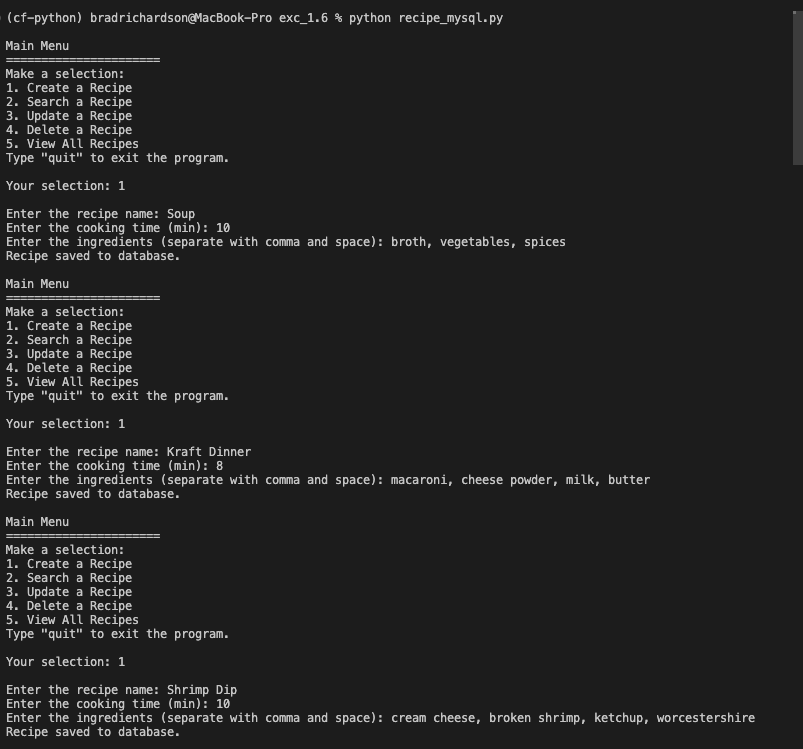 (cf-python) bradrichardson@MacBook-Pro exc_1.6 % python recipe_mysql.py
Main Menu
======================
Make a selection:
1. Create a Recipe
2. Search a Recipe
3. Update a Recipe
4. Delete a Recipe
5. View All Recipes
Type "quit" to exit the program.
Your selection: 1
Enter the recipe name: Soup
Enter the cooking time (min): 10
Enter the ingredients (separate with comma and space): broth, vegetables, spices
Recipe saved to database.
Main Menu
======================
Make a selection:
1. Create a Recipe
2. Search a Recipe
3. Update a Recipe
4. Delete a Recipe
5. View All Recipes
Type "quit" to exit the program.
Your selection: 1
Enter the recipe name: Kraft Dinner
Enter the cooking time (min): 8
Enter the ingredients (separate with comma and space): macaroni, cheese powder, milk, butter
Recipe saved to database.
Main Menu
======================
Make a selection:
1. Create a Recipe
2. Search a Recipe
3. Update a Recipe
4. Delete a Recipe
5. View All Recipes
Type "quit" to exit the program.
Your selection: 1
Enter the recipe name: Shrimp Dip
Enter the cooking time (min): 10
Enter the ingredients (separate with comma and space): cream cheese, broken shrimp, ketchup, worcestershire
Recipe saved to database.